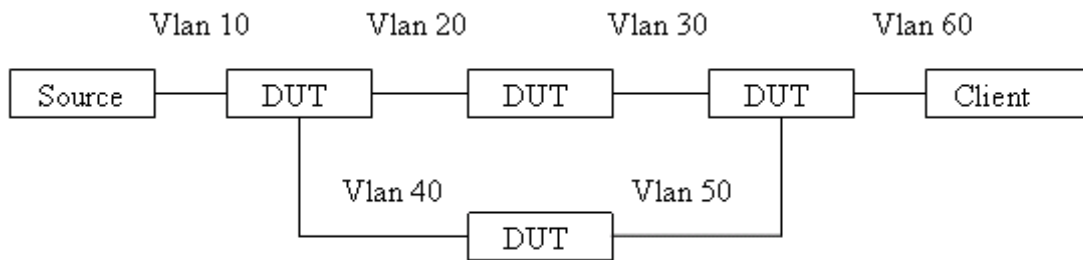 Vlan 10 Vlan 20 Vlan 30 Vlan 60
Source DUT DUT DUT Client
Vlan 40 Vlan 50
DUT